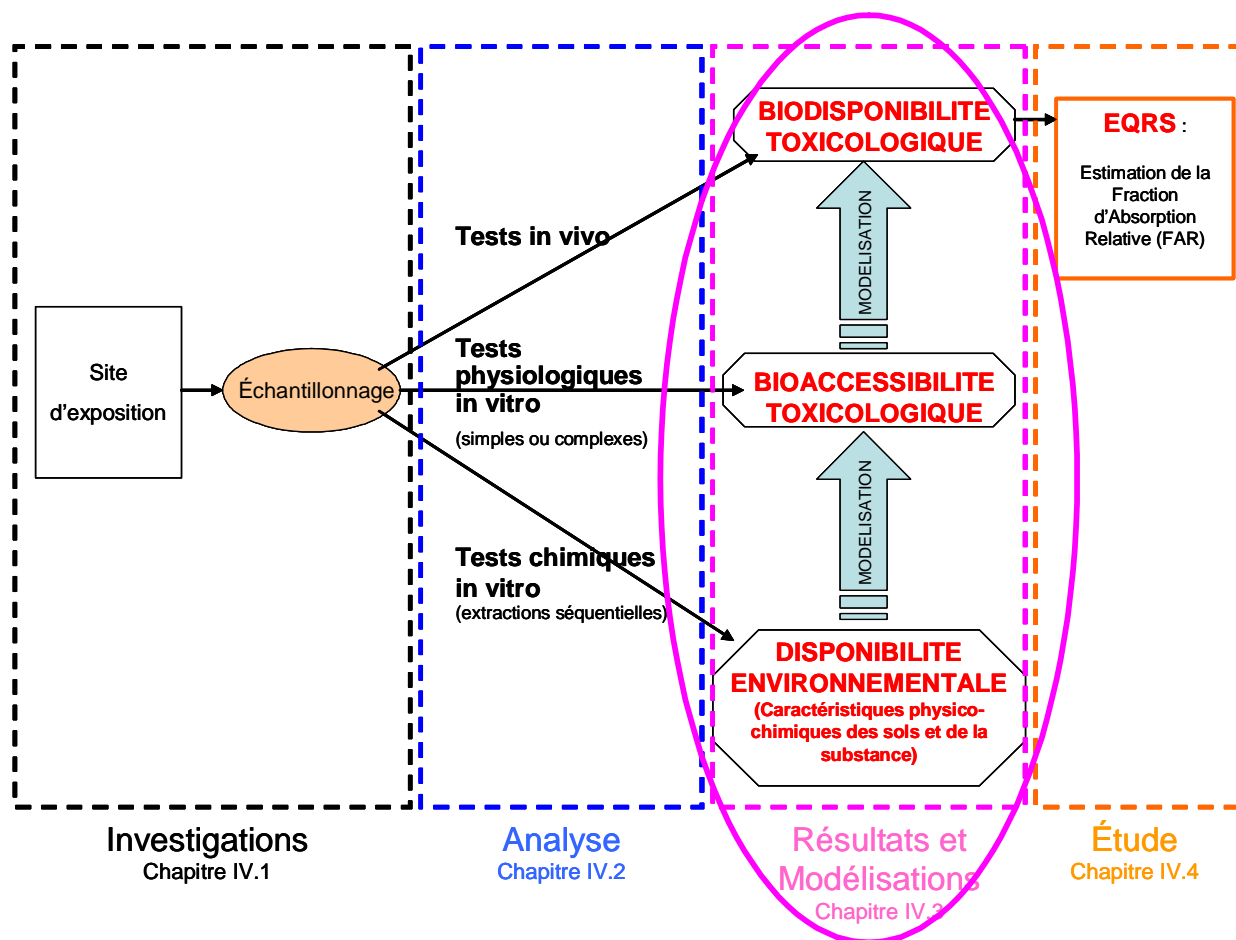 BIODISPONIBILITE
TOXICOLOGIQUE
EQRS :
Estimation de la
Fraction
d'Absorption
Relative (FAR)
MODELISATION
Tests in vivo
Site
d'exposition
Échantillonnage
Tests
physiologiques
in vitro
(simples ou complexes)
BIOACCESSIBILITE
TOXICOLOGIQUE
MODELISATION
Tests chimiques
in vitro
(extractions séquentielles)
DISPONIBILITE
ENVIRONNEMENTALE
(Caractéristiques physico-
chimiques des sols et de la
substance)
Investigations
Chapitre IV.1
Analyse
Chapitre IV.2
Résultats et
Modélisations
Chapitre IV.3
Étude
Chapitre IV.4